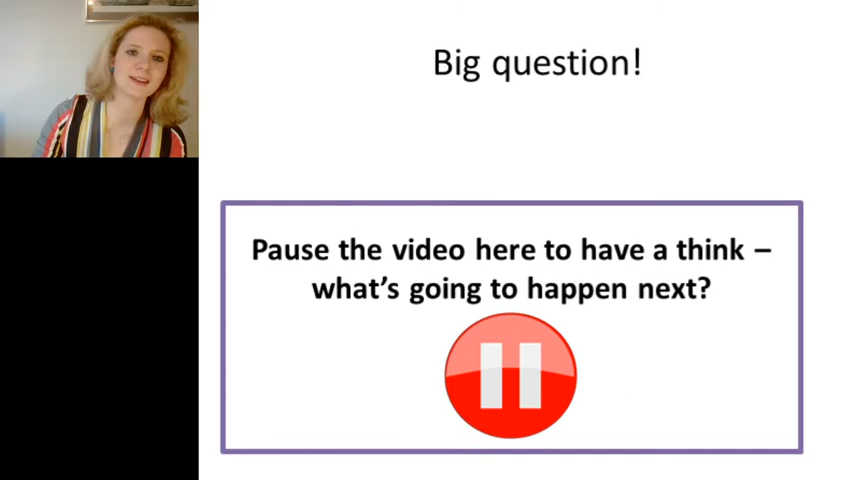 Big question!
Pause the video here to have a think –
what's going to happen next?